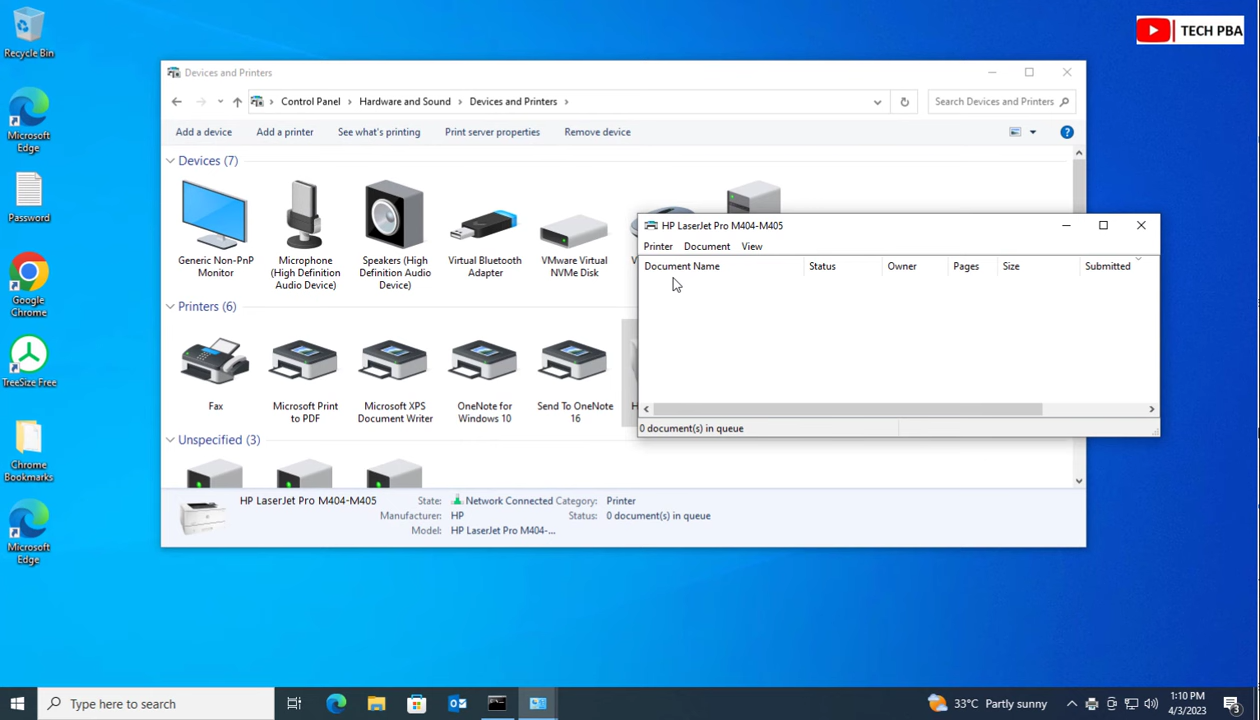 Recycle Bin
Microsoft
Edge
Password
Google
Chrome
TreeSize Free
Chrome
Bookmarks
Microsoft
Edge
TECH PBA
Devices and Printers
Control Panel > Hardware and Sound > Devices and Printers >
Search Devices and Printers
Add a device
Add a printer
See what's printing
Print server properties
Remove device
Devices (7)
Generic Non-PnP
Monitor
Microphone
(High Definition
Audio Device)
Speakers (High
Definition Audio
Device)
Virtual Bluetooth
Adapter
VMware Virtual
NVMe Disk
Printers (6)
Fax
Microsoft Print
to PDF
Microsoft XPS
Document Writer
OneNote for
Windows 10
Send To OneNote
16
Unspecified (3)
HP LaserJet Pro M404-M405
State: Network Connected
Manufacturer: HP
Model: HP LaserJet Pro M404-...
Category: Printer
Status: 0 document(s) in queue
HP LaserJet Pro M404-M405
Printer Document View
Document Name Status Owner Pages Size Submitted
0 document(s) in queue
Type here to search
33°C Partly sunny
1:10 PM
4/3/2023
3